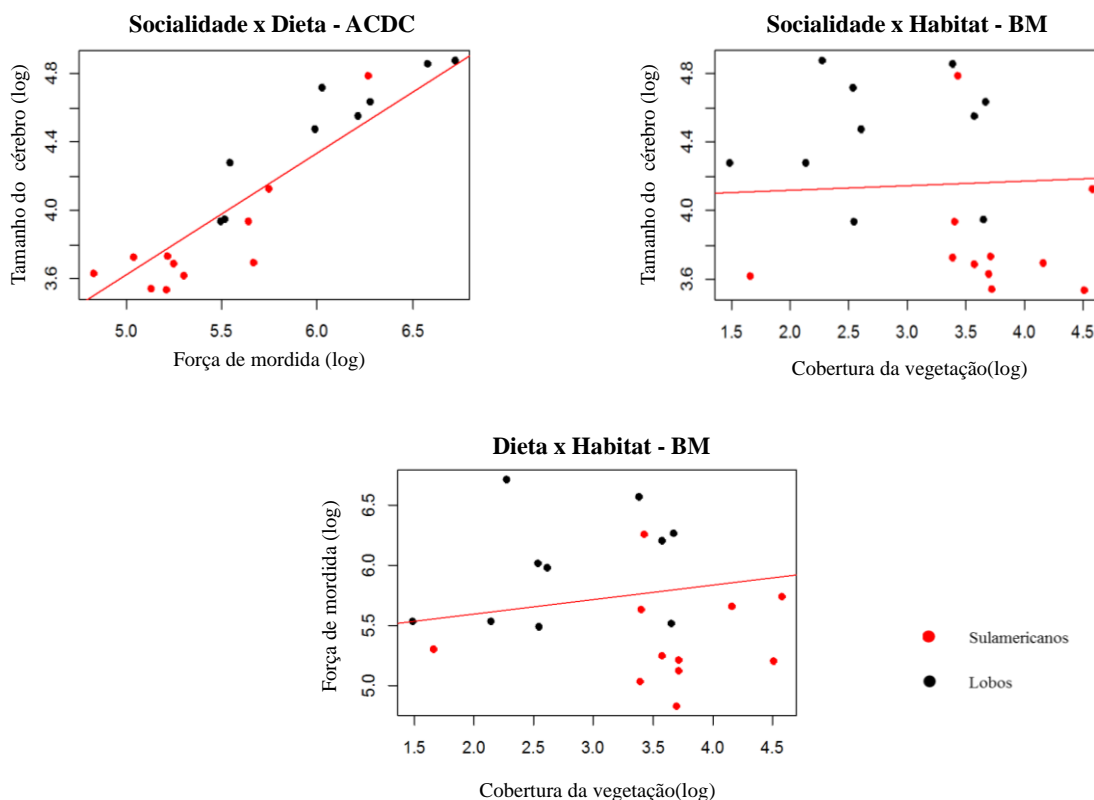 Socialidade x Dieta - ACDC
Tamanho do cérebro (log)
4.8
4.4
4.0
3.6
5.0 5.5 6.0 6.5
Força de mordida (log)
Socialidade x Habitat - BM
Tamanho do cérebro (log)
4.8
4.4
4.0
3.6
1.5 2.0 2.5 3.0 3.5 4.0 4.5
Cobertura da vegetação(log)
Dieta x Habitat - BM
Força de mordida (log)
6.5
6.0
5.5
5.0
1.5 2.0 2.5 3.0 3.5 4.0 4.5
Cobertura da vegetação(log)
Sulamericanos
Lobos